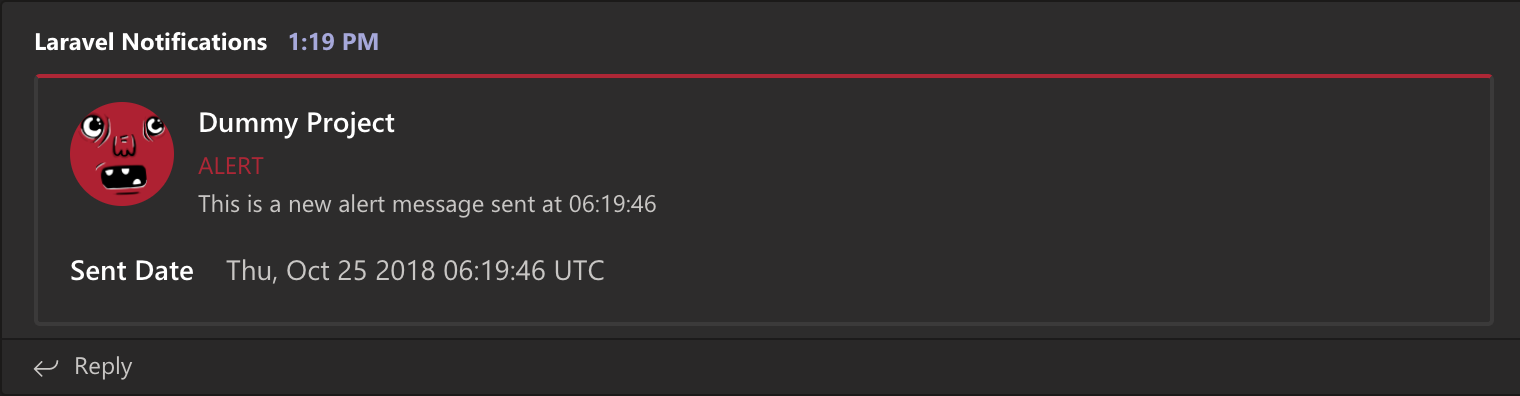 Laravel Notifications 1:19 PM
Dummy Project
ALERT
This is a new alert message sent at 06:19:46
Sent Date Thu, Oct 25 2018 06:19:46 UTC
Reply